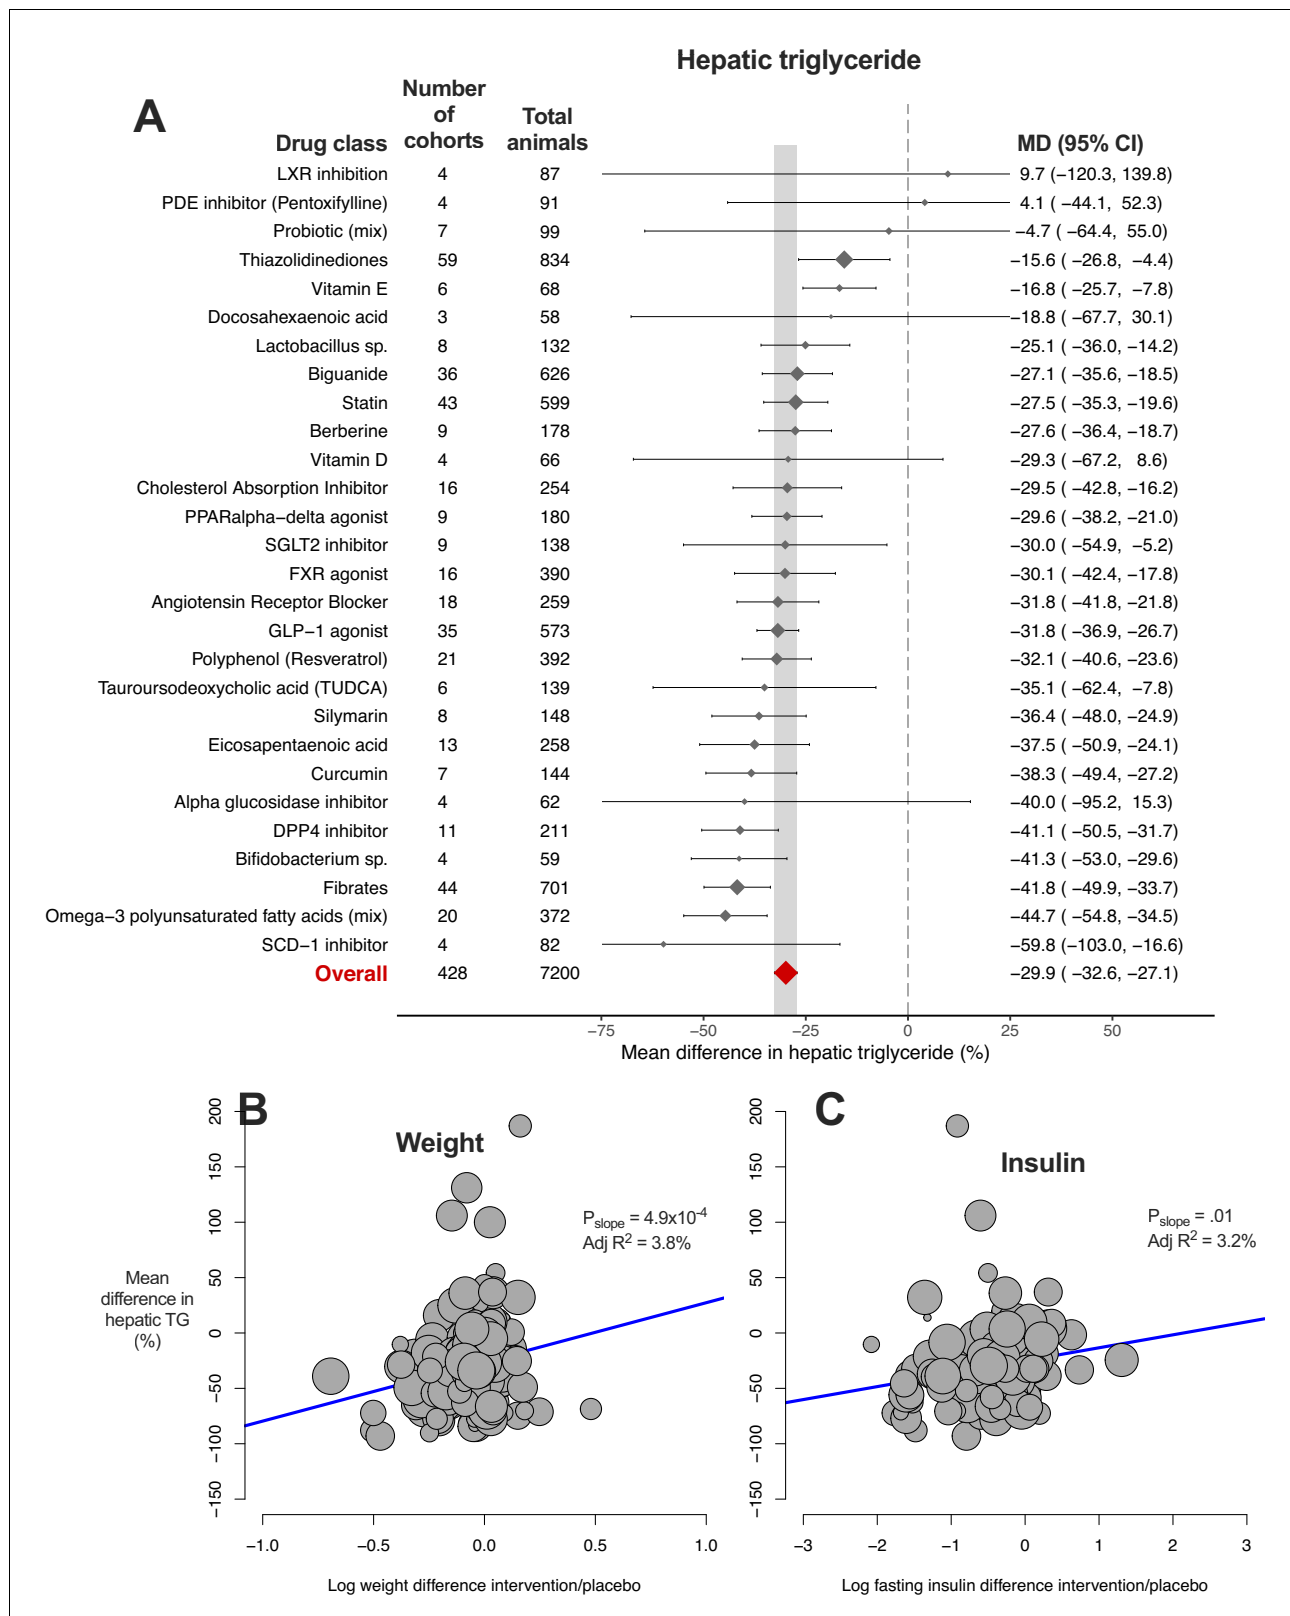 Hepatic triglyceride
A
Drug class Number of cohorts Total animals MD (95% CI)
LXR inhibition 4 87 9.7 (−120.3, 139.8)
PDE inhibitor (Pentoxifylline) 4 91 4.1 ( −44.1, 52.3)
Probiotic (mix) 7 99 −4.7 ( −64.4, 55.0)
Thiazolidinediones 59 834 −15.6 ( −26.8, −4.4)
Vitamin E 6 68 −16.8 ( −25.7, −7.8)
Docosahexaenoic acid 3 58 −18.8 ( −67.7, 30.1)
Lactobacillus sp. 8 132 −25.1 ( −36.0, −14.2)
Biguanide 36 626 −27.1 ( −35.6, −18.5)
Statin 43 599 −27.5 ( −35.3, −19.6)
Berberine 9 178 −27.6 ( −36.4, −18.7)
Vitamin D 4 66 −29.3 ( −67.2, 8.6)
Cholesterol Absorption Inhibitor 16 254 −29.5 ( −42.8, −16.2)
PPARalpha−delta agonist 9 180 −29.6 ( −38.2, −21.0)
SGLT2 inhibitor 9 138 −30.0 ( −54.9, −5.2)
FXR agonist 16 390 −30.1 ( −42.4, −17.8)
Angiotensin Receptor Blocker 18 259 −31.8 ( −41.8, −21.8)
GLP−1 agonist 35 573 −31.8 ( −36.9, −26.7)
Polyphenol (Resveratrol) 21 392 −32.1 ( −40.6, −23.6)
Tauroursodeoxycholic acid (TUDCA) 6 139 −35.1 ( −62.4, −7.8)
Silymarin 8 148 −36.4 ( −48.0, −24.9)
Eicosapentaenoic acid 13 258 −37.5 ( −50.9, −24.1)
Curcumin 7 144 −38.3 ( −49.4, −27.2)
Alpha glucosidase inhibitor 4 62 −40.0 ( −95.2, 15.3)
DPP4 inhibitor 11 211 −41.1 ( −50.5, −31.7)
Bifidobacterium sp. 4 59 −41.3 ( −53.0, −29.6)
Fibrates 44 701 −41.8 ( −49.9, −33.7)
Omega−3 polyunsaturated fatty acids (mix) 20 372 −44.7 ( −54.8, −34.5)
SCD−1 inhibitor 4 82 −59.8 (−103.0, −16.6)
Overall 428 7200 −29.9 ( −32.6, −27.1)
−75 −50 −25 0 25 50
Mean difference in hepatic triglyceride (%)
B
Weight
P slope = 4.9x10-4
Adj R2 = 3.8%
Mean
difference in
hepatic TG
(%)
200
150
100
50
0
−50
−100
−150
−1.0 −0.5 0.0 0.5 1.0
Log weight difference intervention/placebo
C
Insulin
P slope = .01
Adj R2 = 3.2%
200
150
100
50
0
−50
−100
−150
−3 −2 −1 0 1 2 3
Log fasting insulin difference intervention/placebo